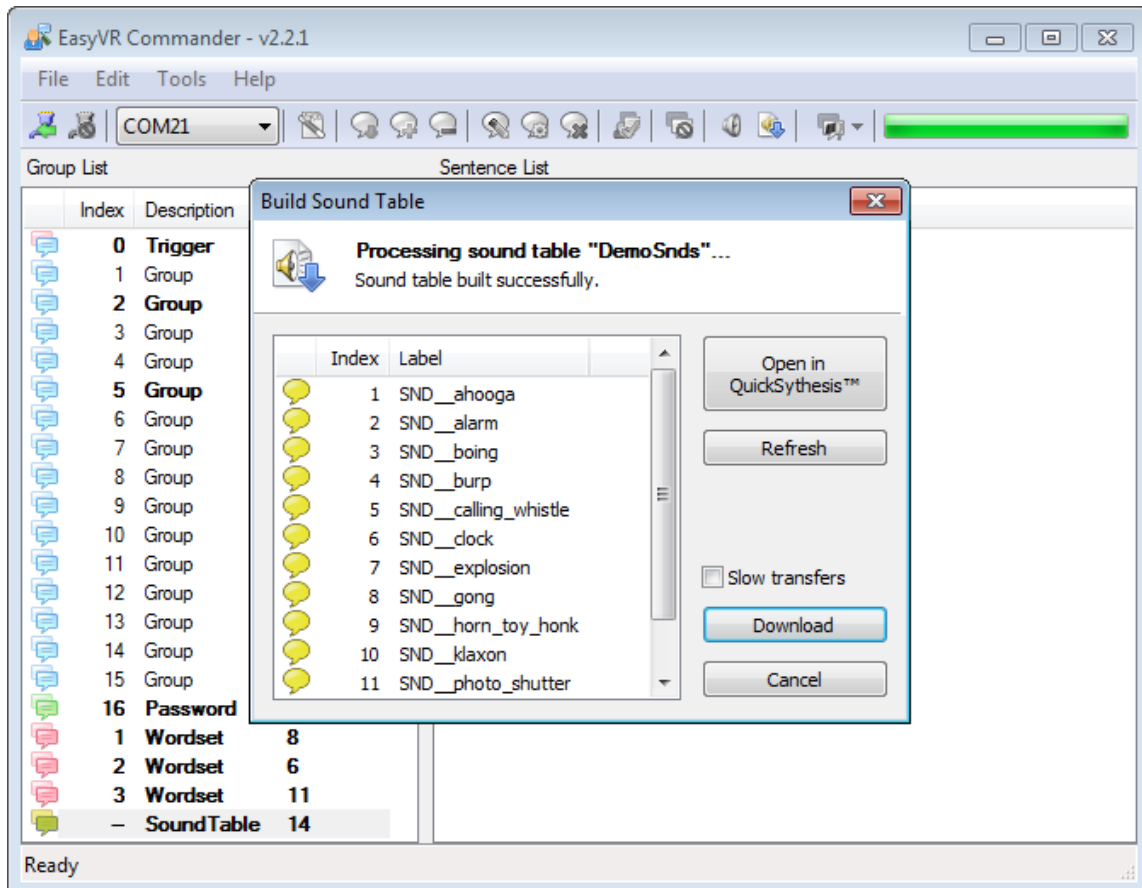 EasyVR Commander - v2.2.1
File Edit Tools Help
COM21
Group List
Sentence List
Index Description
0 Trigger
1 Group
2 Group
3 Group
4 Group
5 Group
6 Group
7 Group
8 Group
9 Group
10 Group
11 Group
12 Group
13 Group
14 Group
15 Group
16 Password
1 Wordset 8
2 Wordset 6
3 Wordset 11
– SoundTable 14
Build Sound Table
Processing sound table "DemoSnds"...
Sound table built successfully.
Index Label
1 SND__ahooga
2 SND__alarm
3 SND__boing
4 SND__burp
5 SND__calling_whistle
6 SND__clock
7 SND__explosion
8 SND__gong
9 SND__horn_toy_honk
10 SND__klaxon
11 SND__photo_shutter
Open in
QuickSythesis™
Refresh
Slow transfers
Download
Cancel
Ready